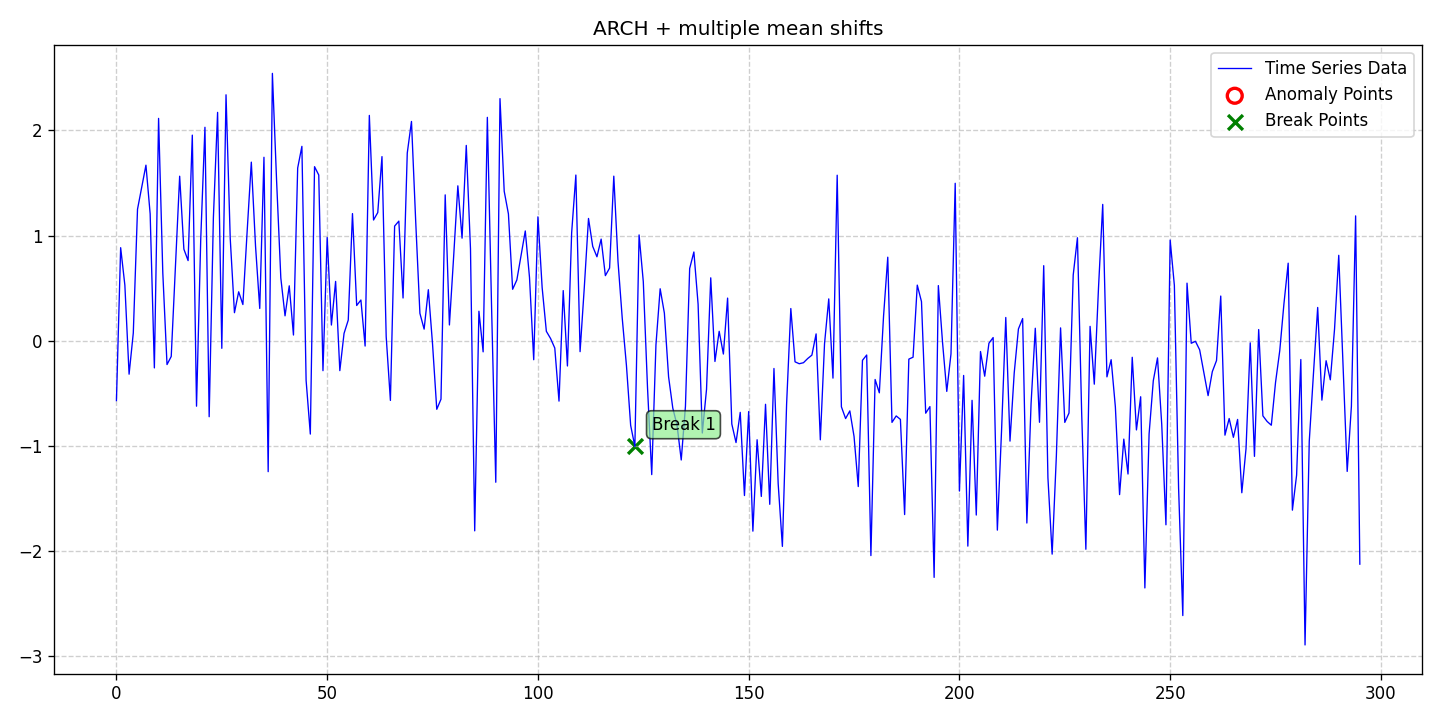 ARCH + multiple mean shifts
Time Series Data
Anomaly Points
Break Points
Break 1
2
1
0
−1
−2
−3
0
50
100
150
200
250
300